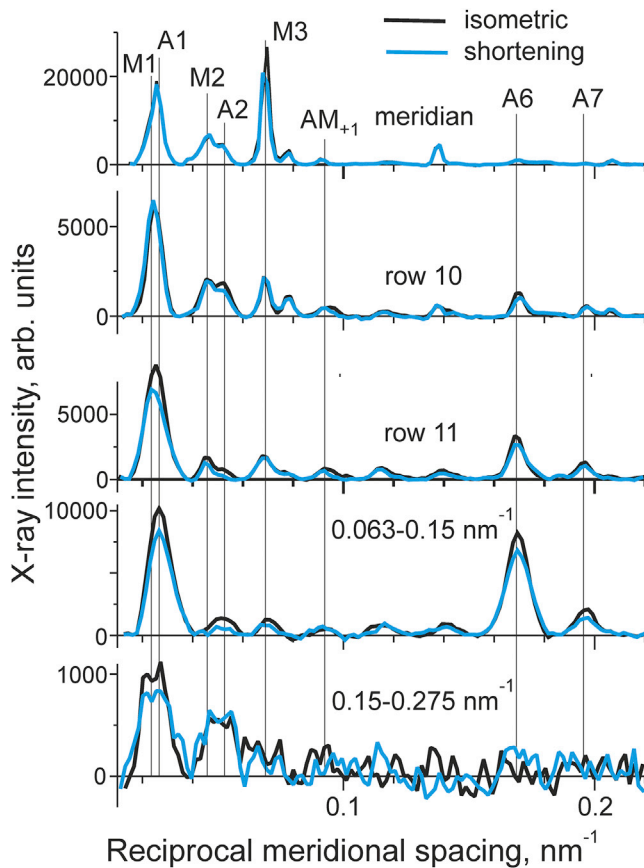 isometric
shortening
M3
A1
M1
M2
A2
AM+1
meridian
A6
A7
20000
0
5000
0
row 10
5000
0
row 11
10000
0
0.063-0.15 nm-1
1000
0
0.15-0.275 nm-1
0.1
0.2
X-ray intensity, arb. units
Reciprocal meridional spacing, nm-1